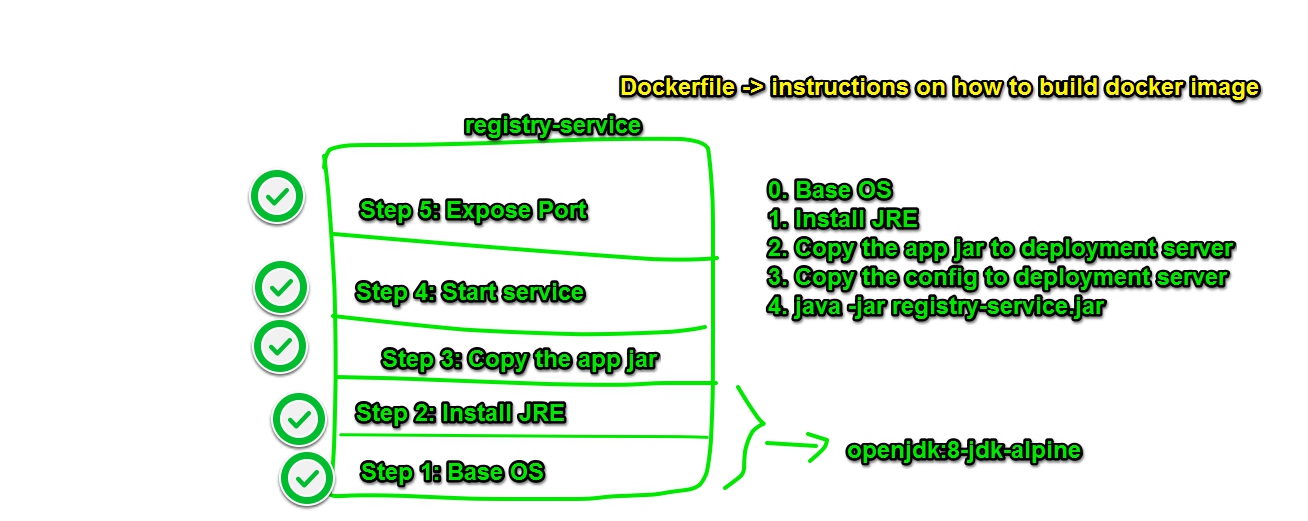 Dockerfile -> instructions on how to build docker image
registry-service
Step 5: Expose Port
Step 4: Start service
Step 3: Copy the app jar
Step 2: Install JRE
Step 1: Base OS
0. Base OS
1. Install JRE
2. Copy the app jar to deployment server
3. Copy the config to deployment server
4. java -jar registry-service.jar
openjdk:8-jdk-alpine